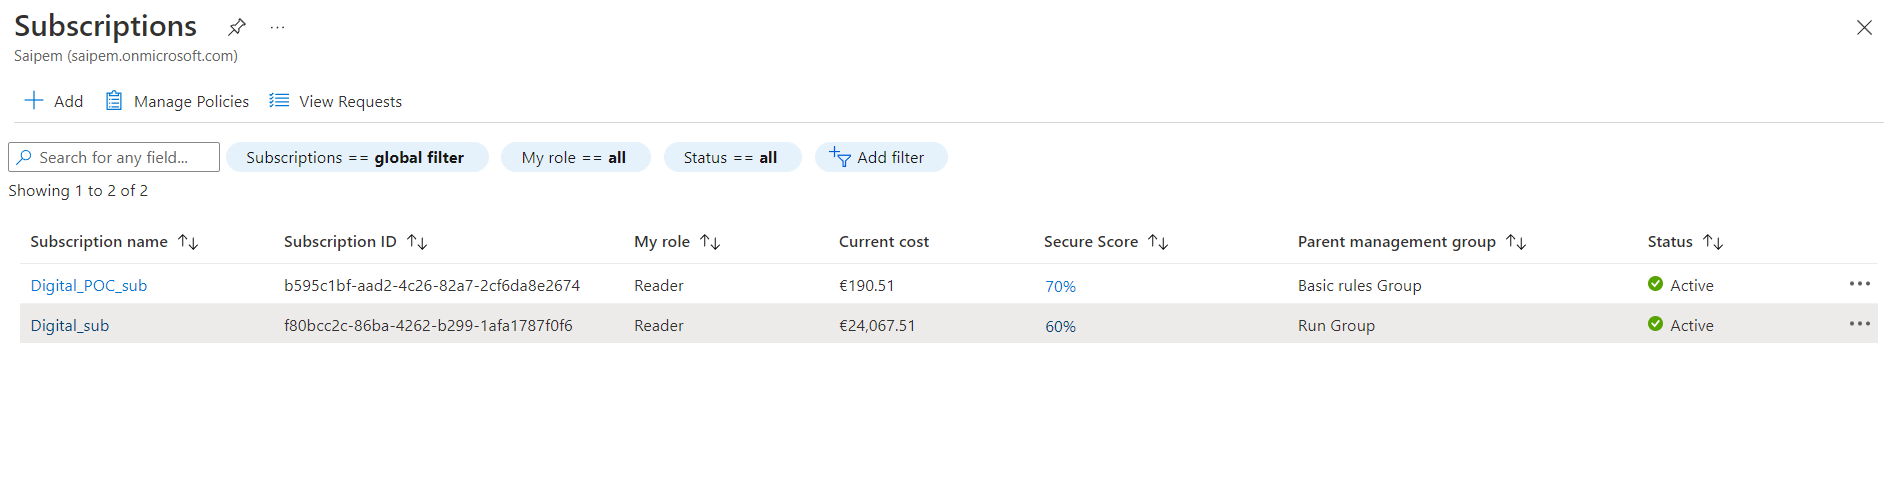 Subscriptions
Saipem (saipem.onmicrosoft.com)
Add Manage Policies View Requests
Search for any field... Subscriptions == global filter My role == all Status == all Add filter
Showing 1 to 2 of 2
Subscription name Subscription ID My role Current cost Secure Score Parent management group Status
Digital_POC_sub b595c1bf-aad2-4c26-82a7-2cf6da8e2674 Reader €190.51 70% Basic rules Group Active
Digital_sub f80bcc2c-86ba-4262-b299-1afa1787f0f6 Reader €24,067.51 60% Run Group Active